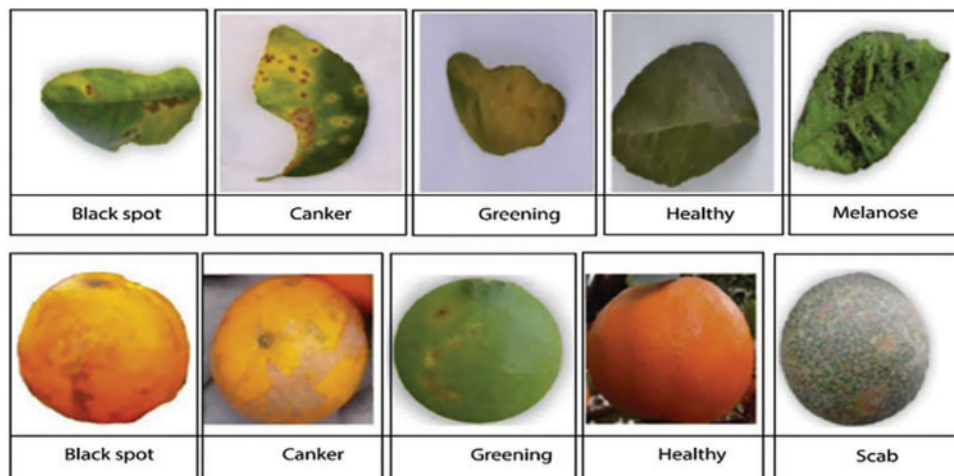 Black spot
Canker
Greening
Healthy
Melanose
Black spot
Canker
Greening
Healthy
Scab